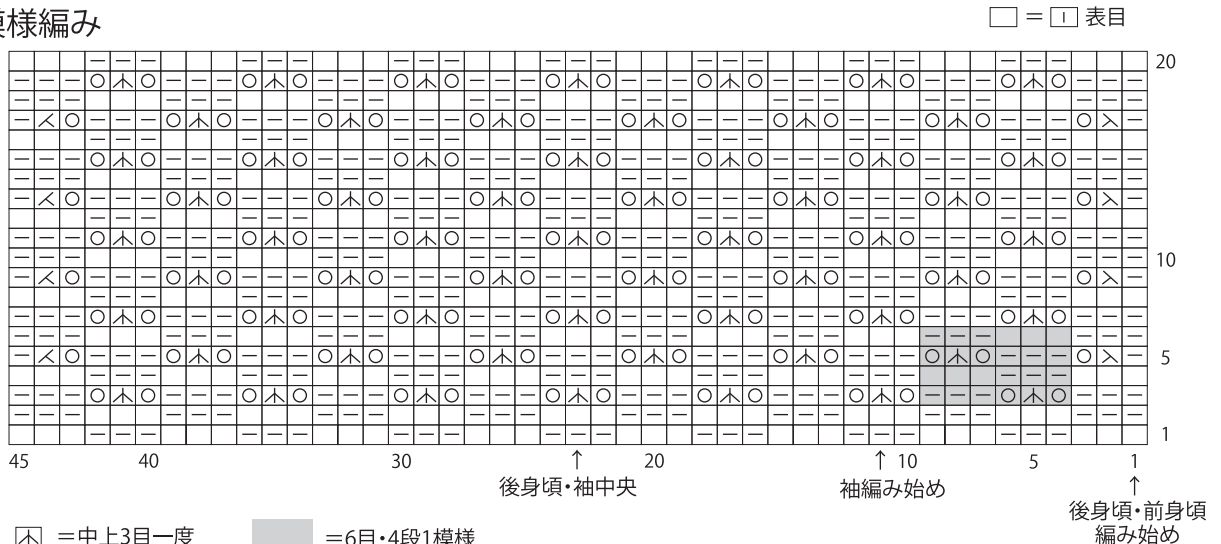 様編み
□ = 表目
20
10
5
1
45 40 30 20 10 5 1
↑ ↑ ↑
後身頃・袖中央 袖編み始め
後身頃・前身頃
編み始め
=中上3目一度 =6目・4段1模様